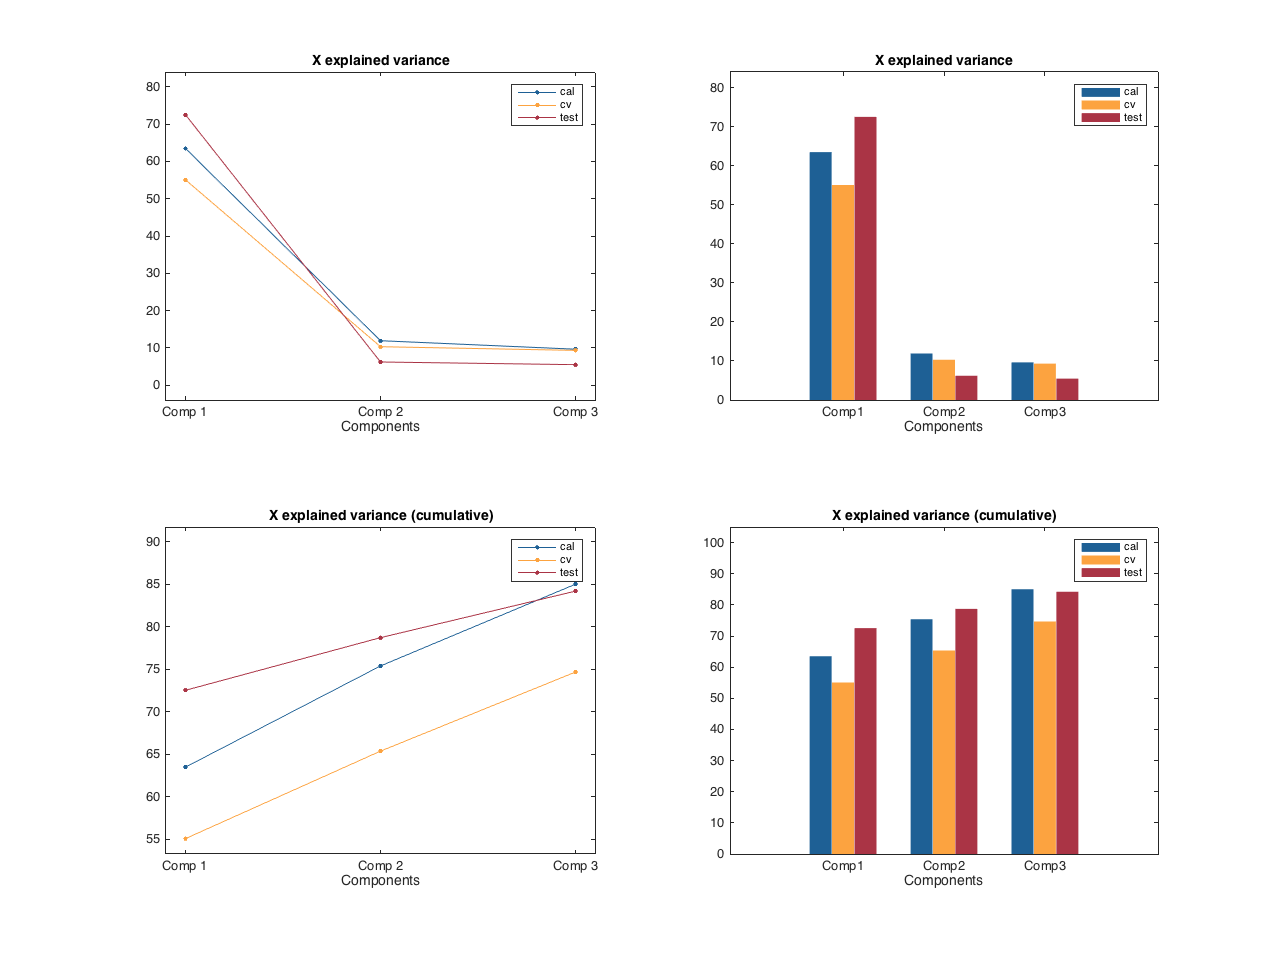 X explained variance
80
70
60
50
40
30
20
10
0
cal
cv
test
Comp 1 Comp 2 Comp 3
Components
X explained variance
80
70
60
50
40
30
20
10
0
cal
cv
test
Comp1 Comp2 Comp3
Components
X explained variance (cumulative)
90
85
80
75
70
65
60
55
cal
cv
test
Comp 1 Comp 2 Comp 3
Components
X explained variance (cumulative)
100
90
80
70
60
50
40
30
20
10
0
cal
cv
test
Comp1 Comp2 Comp3
Components